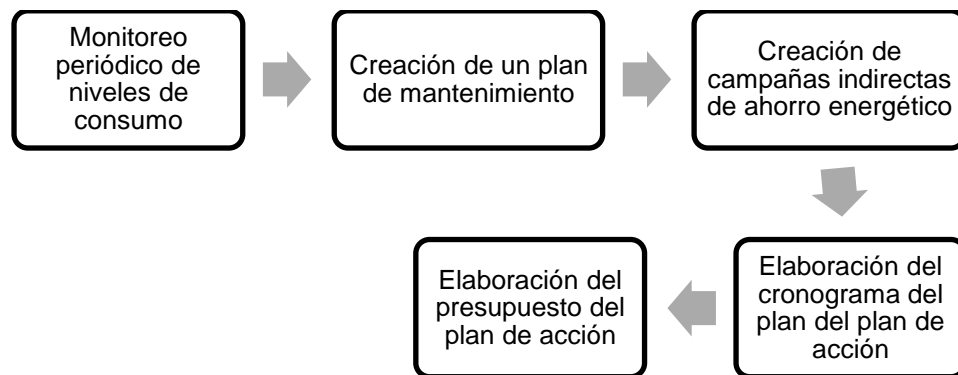 Monitoreo
periódico de
niveles de
consumo
Creación de un plan
de mantenimiento
Creación de
campañas indirectas
de ahorro energético
Elaboración del
cronograma del
plan del plan de
acción
Elaboración del
presupuesto del
plan de acción